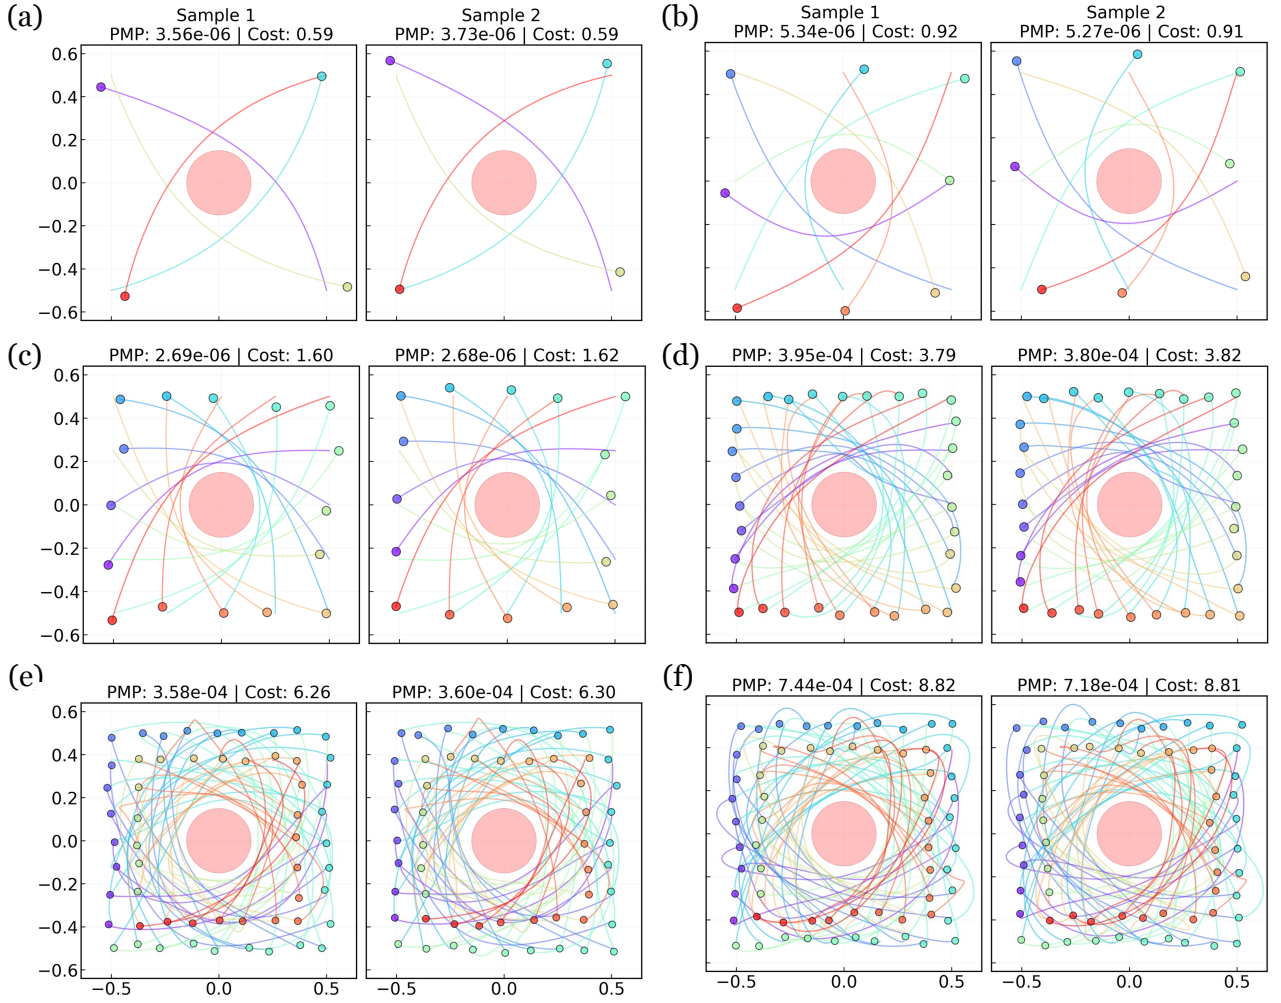 (a)
Sample 1
PMP: 3.56e-06 | Cost: 0.59
Sample 2
PMP: 3.73e-06 | Cost: 0.59
(b)
Sample 1
PMP: 5.34e-06 | Cost: 0.92
Sample 2
PMP: 5.27e-06 | Cost: 0.91
0.6
0.4
0.2
0.0
−0.2
−0.4
−0.6
(c)
PMP: 2.69e-06 | Cost: 1.60
PMP: 2.68e-06 | Cost: 1.62
(d)
PMP: 3.95e-04 | Cost: 3.79
PMP: 3.80e-04 | Cost: 3.82
0.6
0.4
0.2
0.0
−0.2
−0.4
−0.6
(e)
PMP: 3.58e-04 | Cost: 6.26
PMP: 3.60e-04 | Cost: 6.30
(f)
PMP: 7.44e-04 | Cost: 8.82
PMP: 7.18e-04 | Cost: 8.81
0.6
0.4
0.2
0.0
−0.2
−0.4
−0.6
−0.5 0.0 0.5
−0.5 0.0 0.5
−0.5 0.0 0.5
−0.5 0.0 0.5